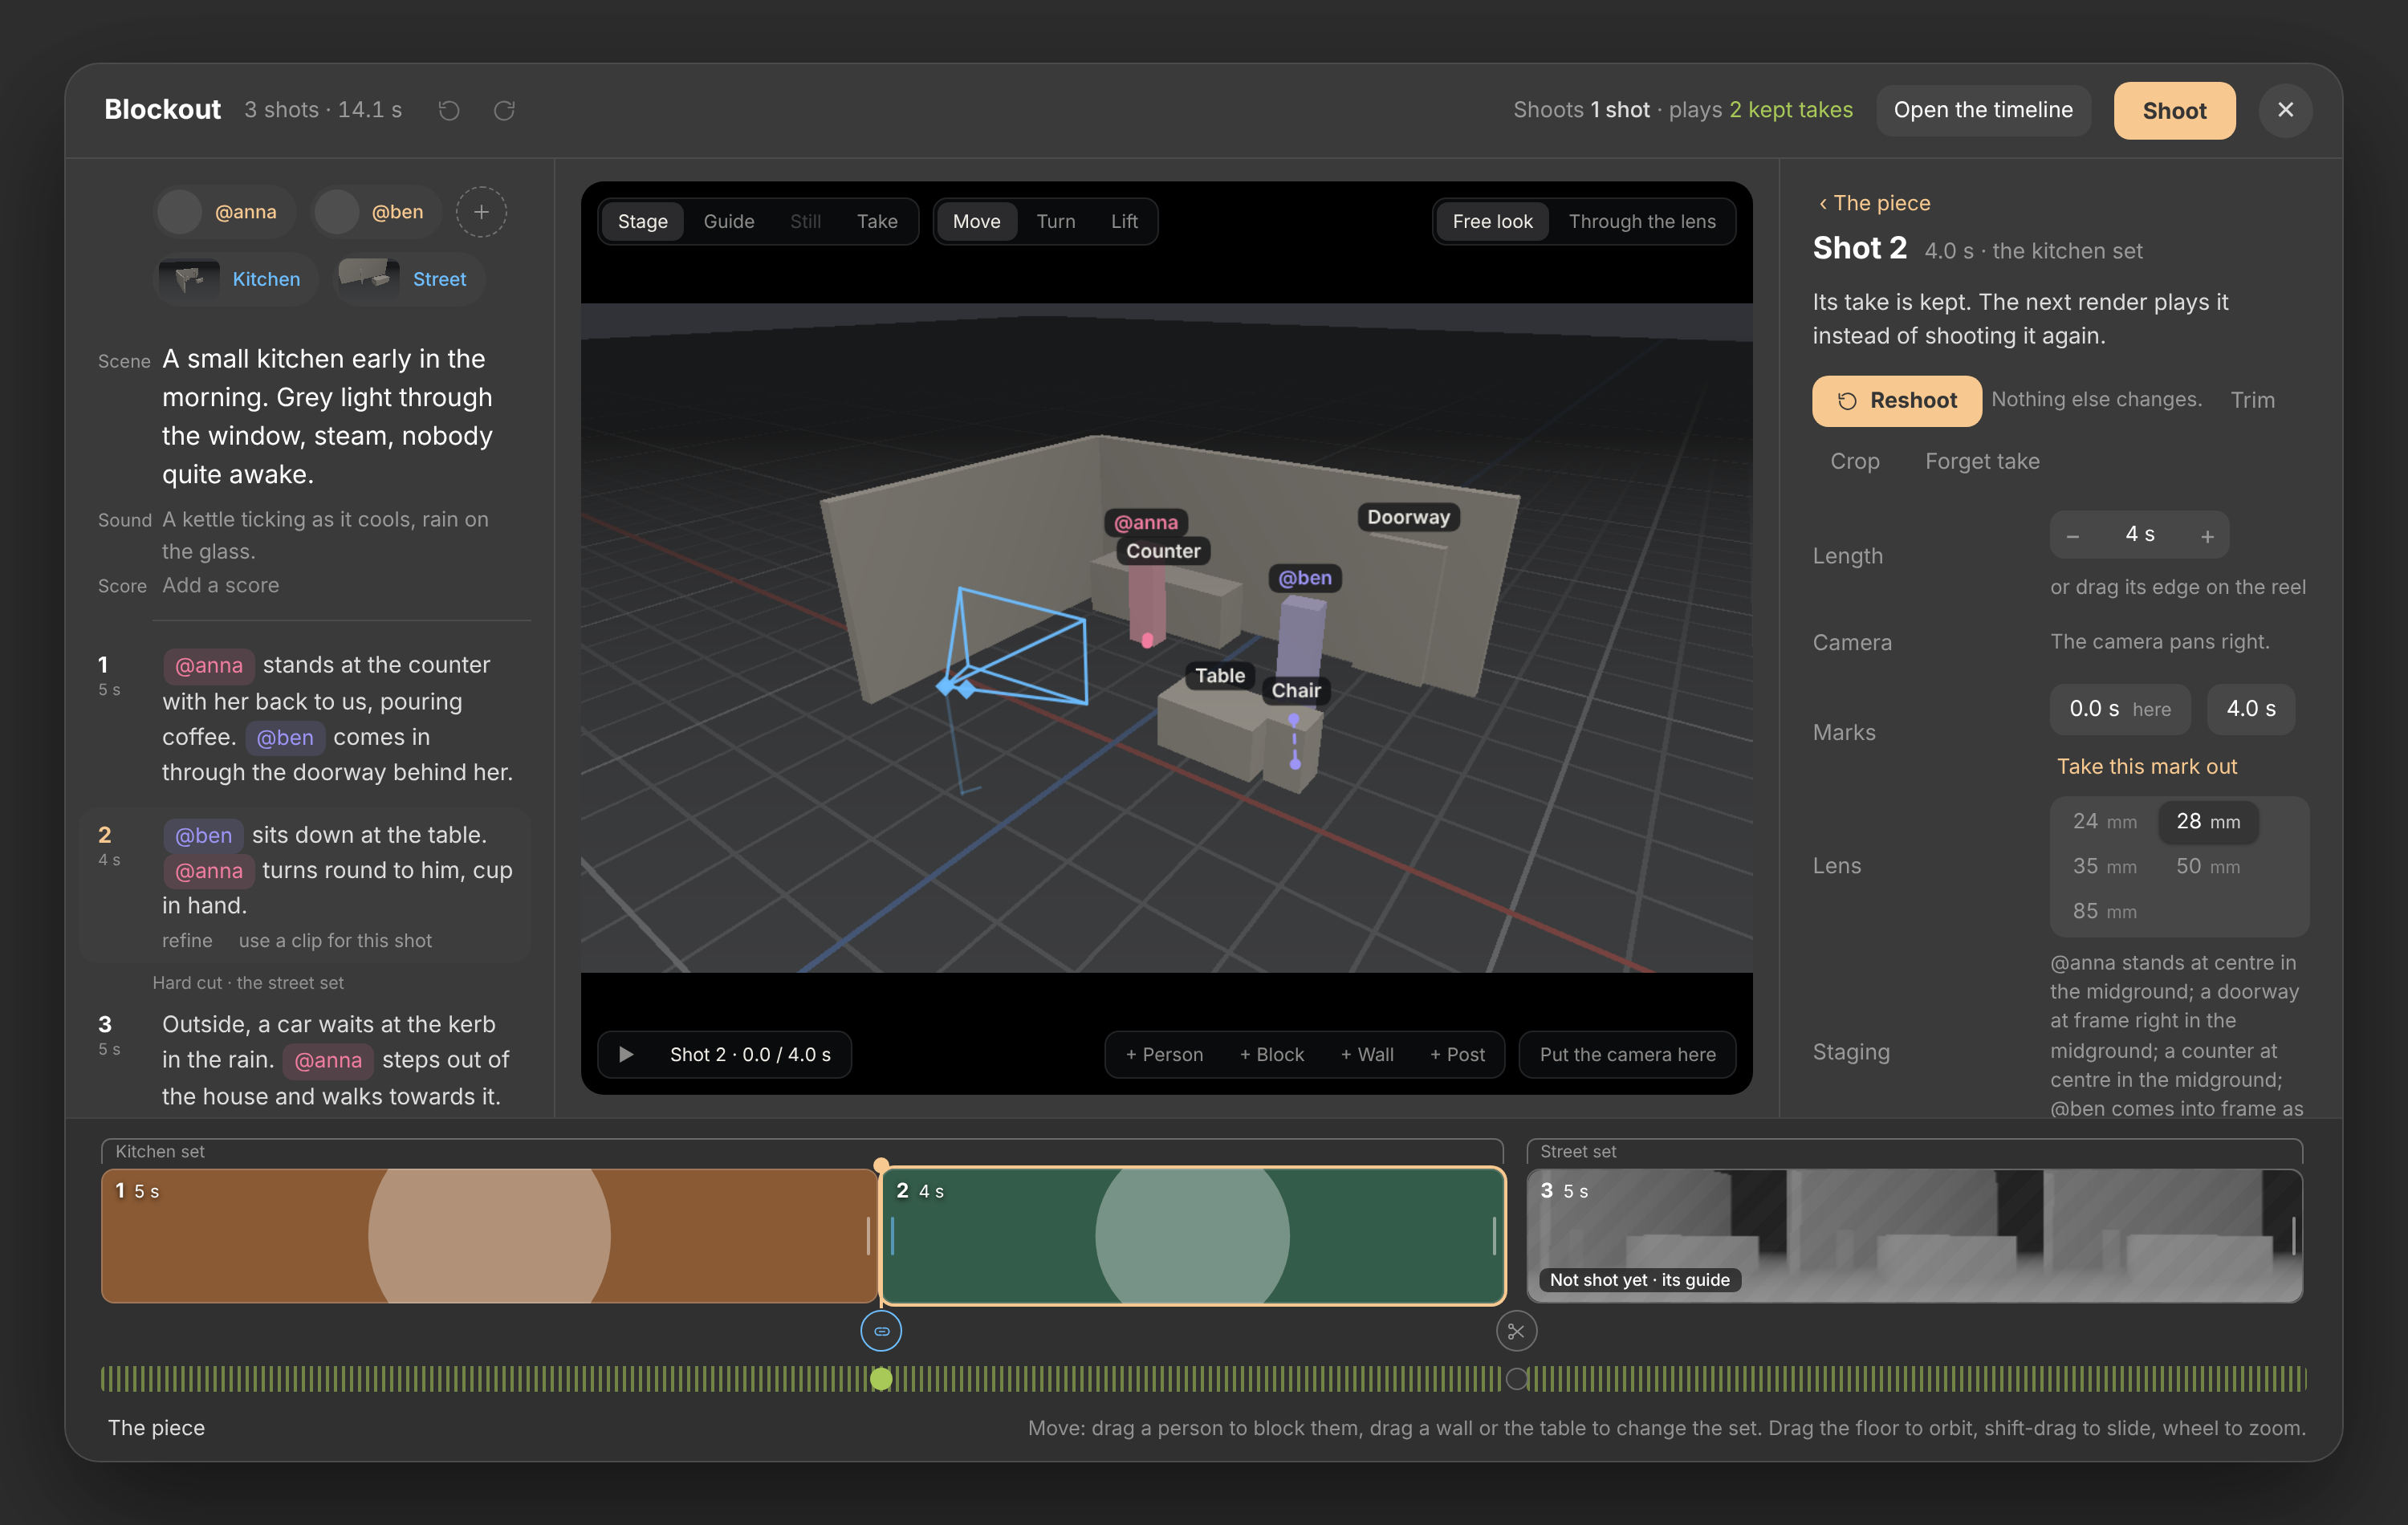 Blockout 3 shots · 14.1 s
Shoots 1 shot · plays 2 kept takes
Open the timeline
Shoot
@anna
@ben
Kitchen
Street
Scene
A small kitchen early in the
morning. Grey light through
the window, steam, nobody
quite awake.
Sound
A kettle ticking as it cools, rain on
the glass.
Score
Add a score
1
5 s
@anna stands at the counter
with her back to us, pouring
coffee. @ben comes in
through the doorway behind her.
2
4 s
@ben sits down at the table.
@anna turns round to him, cup
in hand.
refine use a clip for this shot
Hard cut · the street set
3
5 s
Outside, a car waits at the kerb
in the rain. @anna steps out of
the house and walks towards it.
Stage Guide Still Take
Move Turn Lift
Free look Through the lens
@anna
Counter
Doorway
@ben
Table
Chair
Shot 2 · 0.0 / 4.0 s
+ Person + Block + Wall + Post
Put the camera here
‹ The piece
Shot 2 4.0 s · the kitchen set
Its take is kept. The next render plays it
instead of shooting it again.
Reshoot Nothing else changes. Trim
Crop Forget take
Length
− 4 s +
or drag its edge on the reel
Camera
The camera pans right.
Marks
0.0 s here 4.0 s
Take this mark out
Lens
24 mm 28 mm
35 mm 50 mm
85 mm
Staging
@anna stands at centre in
the midground; a doorway
at frame right in the
midground; a counter at
centre in the midground;
@ben comes into frame as
Kitchen set
1 5 s
2 4 s
Street set
3 5 s
Not shot yet · its guide
The piece
Move: drag a person to block them, drag a wall or the table to change the set. Drag the floor to orbit, shift-drag to slide, wheel to zoom.